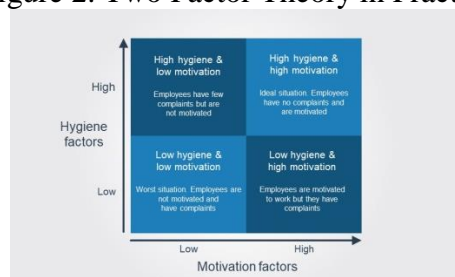 Figure 2: Two Factor Theory in Pract
High hygiene &
low motivation
Employees have few
complaints but are
not motivated
High hygiene &
high motivation
Ideal situation. Employees
have no complaints and
are motivated
High
Hygiene
factors
Low
Low hygiene &
low motivation
Worst situation. Employees are
not motivated and
have complaints
Low hygiene &
high motivation
Employees are motivated
to work but they have
complaints
Low
High
Motivation factors